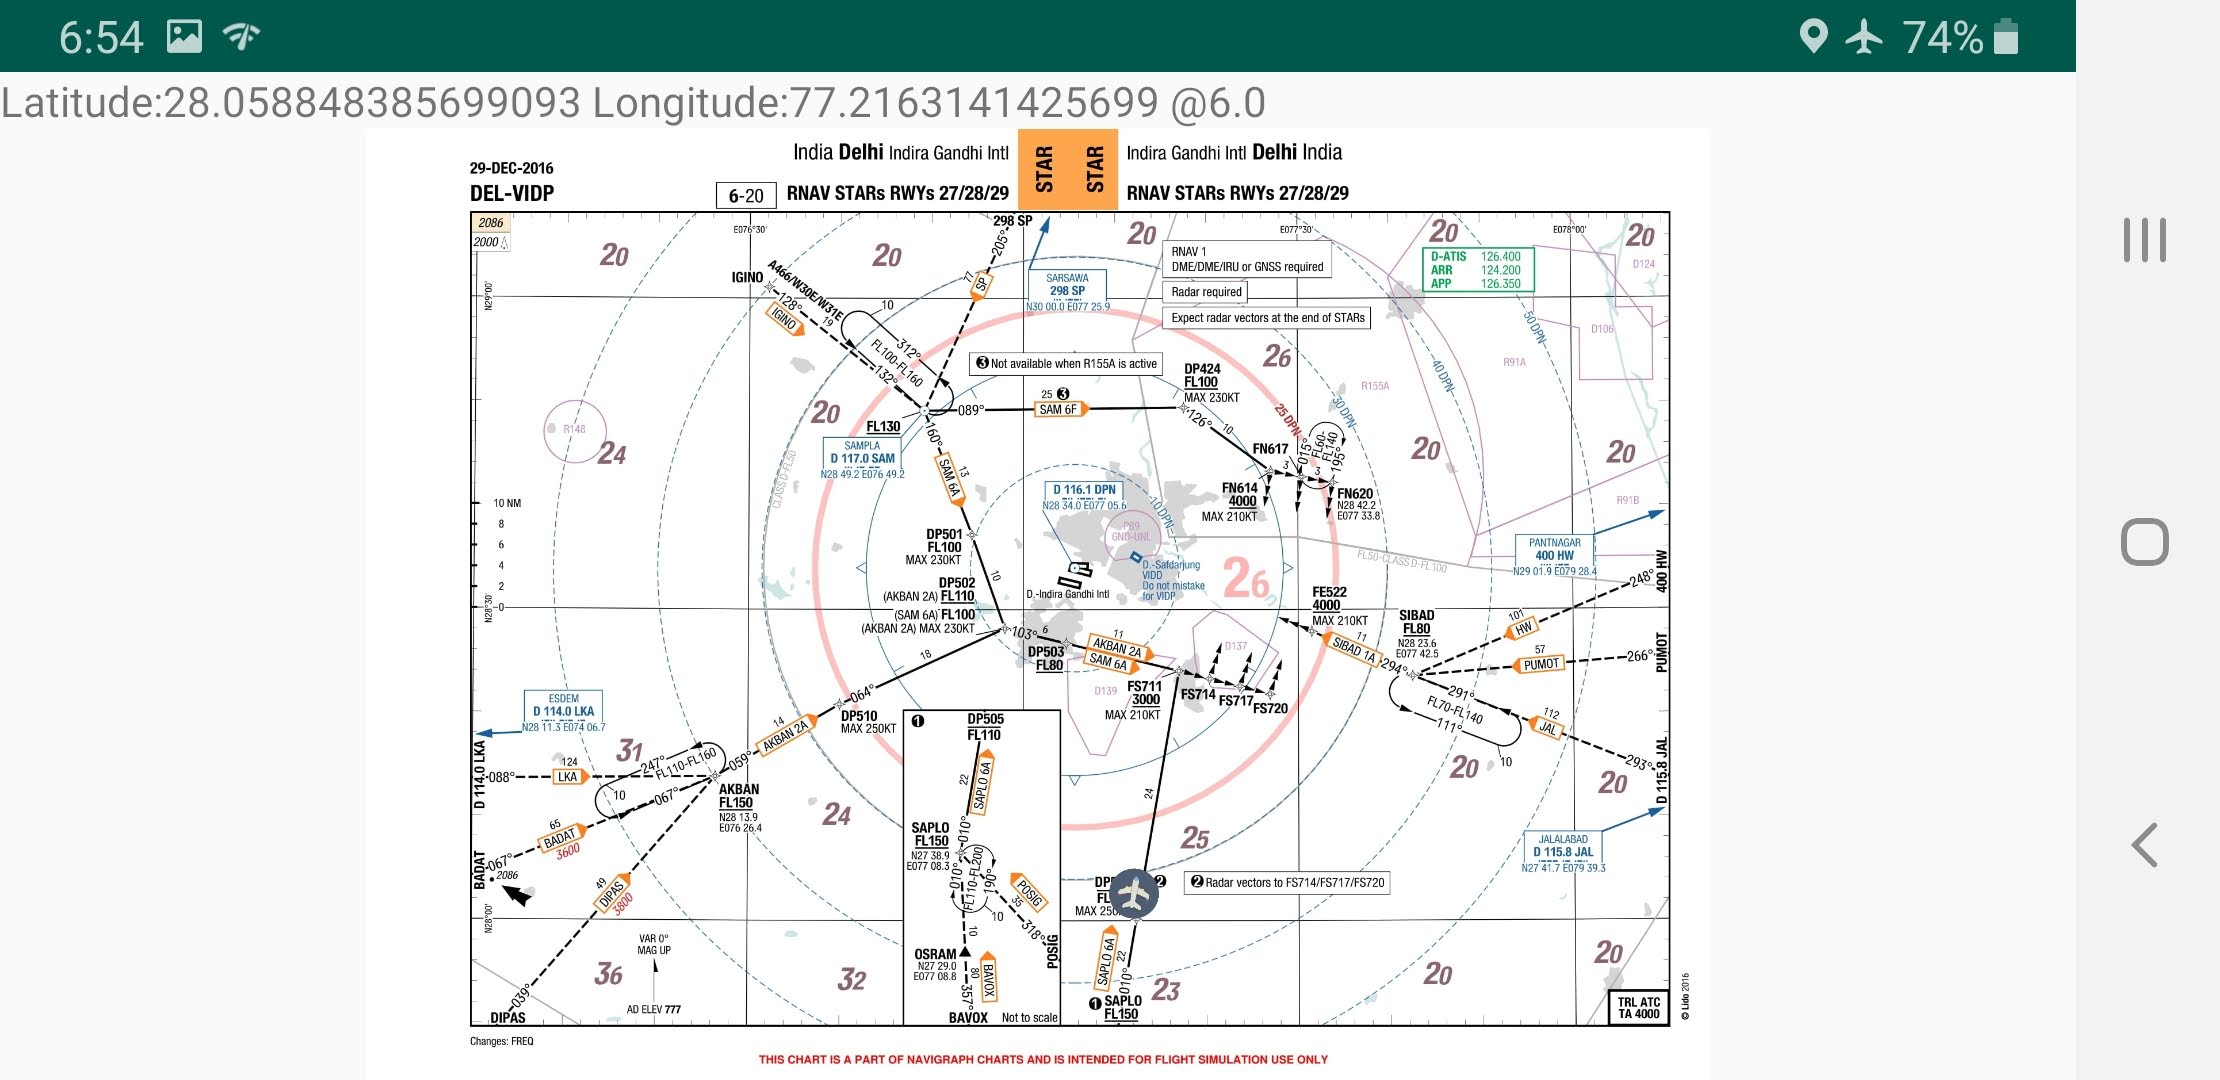 6:54
74%
Latitude:28.058848385699093 Longitude:77.2163141425699 @6.0
India Delhi Indira Gandhi Intl
STAR
STAR
Indira Gandhi Intl Delhi India
29-DEC-2016
DEL-VIDP
6-20
RNAV STARs RWYs 27/28/29
RNAV STARs RWYs 27/28/29
2086
2000
E076°30'
298 SP
E077°30'
E078°00'
20
20
20
20
20
205°
RNAV 1
DME/DME/IRU or GNSS required
Radar required
Expect radar vectors at the end of STARs
D-ATIS 126.400
ARR 124.200
APP 126.350
D124
IGINO
A466/W30E/W31E
128°
19
IGINO
77
SP
SARSAWA
298 SP
N30 00.0 E077 25.9
N29°00'
10
312°
FL100-FL160
132°
50 DPN
D106
R91A
40 DPN
R155A
26
3 Not available when R155A is active
DP424
FL100
MAX 230KT
25 3
SAM 6F
089°
126°
10
20
FL130
160°
SAMPLA
D 117.0 SAM
N28 49.2 E076 49.2
25 DPN
30 DPN
R148
24
20
20
CLASS D-FL50
SAM 6A
13
FN617
3
015°
FL60-
FL140
195°
3
FN614
4000
MAX 210KT
FN620
N28 42.2
E077 33.8
R91B
10 NM
8
6
4
2
0
D 116.1 DPN
N28 34.0 E077 05.6
10 DPN
P89
GND-UNL
DP501
FL100
MAX 230KT
10
D.-Safdarjung
VIDD
Do not mistake
for VIDP
26
FL50-CLASS D-FL100
PANTNAGAR
400 HW
N29 01.9 E079 28.4
248°
400 HW
N28°30'
DP502
(AKBAN 2A) FL110
(SAM 6A) FL100
(AKBAN 2A) MAX 230KT
D.-Indira Gandhi Intl
FE522
4000
MAX 210KT
SIBAD
FL80
N28 23.6
E077 42.5
101
HW
103°
6
DP503
FL80
11
AKBAN 2A
SAM 6A
D137
11
SIBAD 1A
294°
57
PUMOT
266°
PUMOT
18
064°
D139
FS711
3000
MAX 210KT
FS714
FS717
FS720
291°
FL70-FL140
111°
10
112
JAL
293°
D 115.8 JAL
ESDEM
D 114.0 LKA
N28 11.3 E074 06.7
DP510
MAX 250KT
14
AKBAN 2A
059°
31
247°
FL110-FL160
10
067°
D 114.0 LKA
088°
124
LKA
AKBAN
FL150
N28 13.9
E076 26.4
24
20
20
1
DP505
FL110
22
SAPLO 6A
010°
SAPLO
FL150
N27 38.9
E077 08.3
010°
FL110-FL200
190°
10
POSIG
35
318°
POSIG
OSRAM
N27 29.0
E077 08.8
10
80
BAVOX
357°
BAVOX
Not to scale
24
25
JALALABAD
D 115.8 JAL
N27 41.7 E079 39.3
65
BADAT
3600
067°
BADAT
2086
49
DIPAS
3800
2
2 Radar vectors to FS714/FS717/FS720
N28°00'
VAR 0°
MAG UP
AD ELEV 777
36
32
039°
DIPAS
SAPLO 6A
22
010°
23
1 SAPLO
FL150
20
20
TRL ATC
TA 4000
© Lido 2016
Changes: FREQ
THIS CHART IS A PART OF NAVIGRAPH CHARTS AND IS INTENDED FOR FLIGHT SIMULATION USE ONLY